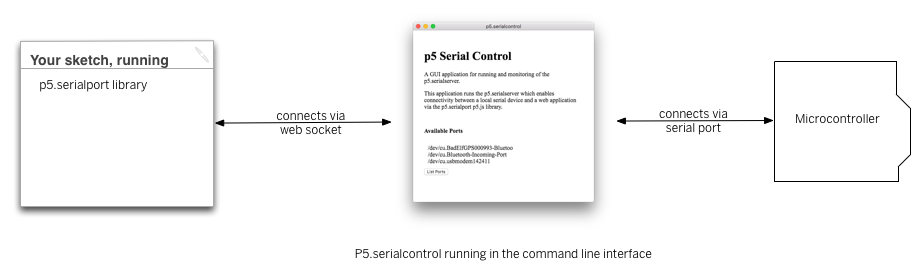 Your sketch, running
p5.serialport library
connects via
web socket
p5.serialcontrol
p5 Serial Control
A GUI application for running and monitoring of the
p5.serialserver.
This application runs the p5.serialserver which enables
connectivity between a local serial device and a web application
via the p5.serialport p5.js library.
Available Ports
/dev/cu.BadElfGPS000993-Bluetoo
/dev/cu.Bluetooth-Incoming-Port
/dev/cu.usbmodem142411
List Ports
connects via
serial port
Microcontroller
P5.serialcontrol running in the command line interface